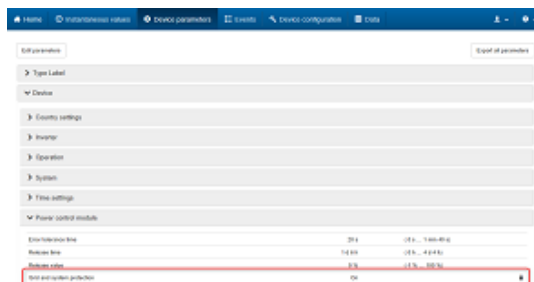 Home Instantaneous values Device parameters Events Device configuration Data
Edit parameters Export all parameters
Type Label
Device
Country settings
Inverter
Operation
System
Time settings
Power control module
Error tolerance time
Release time
Release value
Grid and system protection